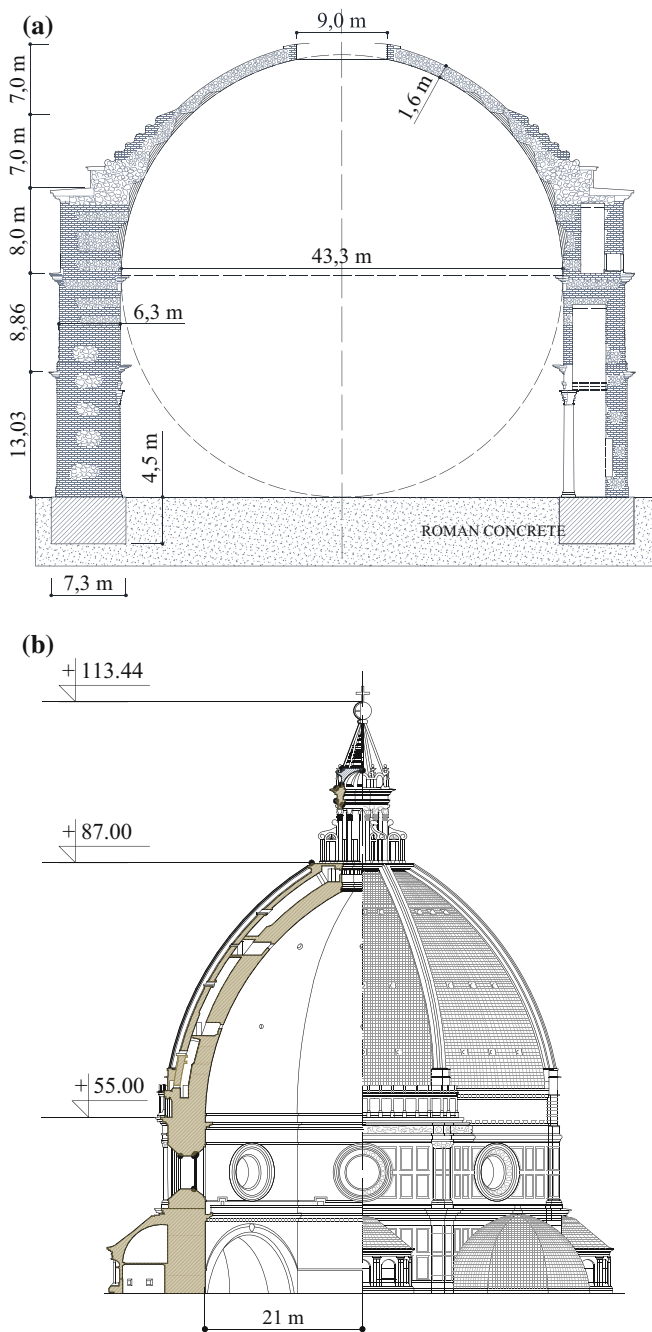 (a)
9,0 m
7,0 m
1,6 m
7,0 m
8,0 m
43,3 m
8,86
6,3 m
13,03
4,5 m
ROMAN CONCRETE
7,3 m
(b)
+ 113.44
+ 87.00
+ 55.00
21 m